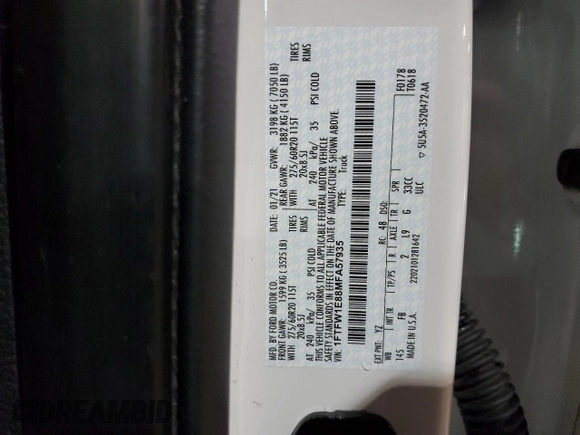 MFD. BY FORD MOTOR CO.
DATE: 01/21 GVWR: 3198 KG ( 7050 LB)
FRONT GAWR: 1599 KG ( 3525 LB) REAR GAWR: 1882 KG ( 4150 LB)
WITH 275/60R20 115T TIRES WITH 275/60R20 115T TIRES
20x8.5J RIMS 20x8.5J RIMS
AT 240 kPa/ 35 PSI COLD AT 240 kPa/ 35 PSI COLD
THIS VEHICLE CONFORMS TO ALL APPLICABLE FEDERAL MOTOR VEHICLE
SAFETY STANDARDS IN EFFECT ON THE DATE OF MANUFACTURE SHOWN ABOVE.
VIN: 1FTFW1E88MFA57935 TYPE: Truck
F0178
T0618
EXT PNT: YZ RC: 48 DSO:
WB INT TR TP/PS R AXLE TR SPR
145 FB 2 L9 G 33CC
ULC
MADE IN U.S.A. 2202101281642
5U5A-3520472-AA
DREAMBID